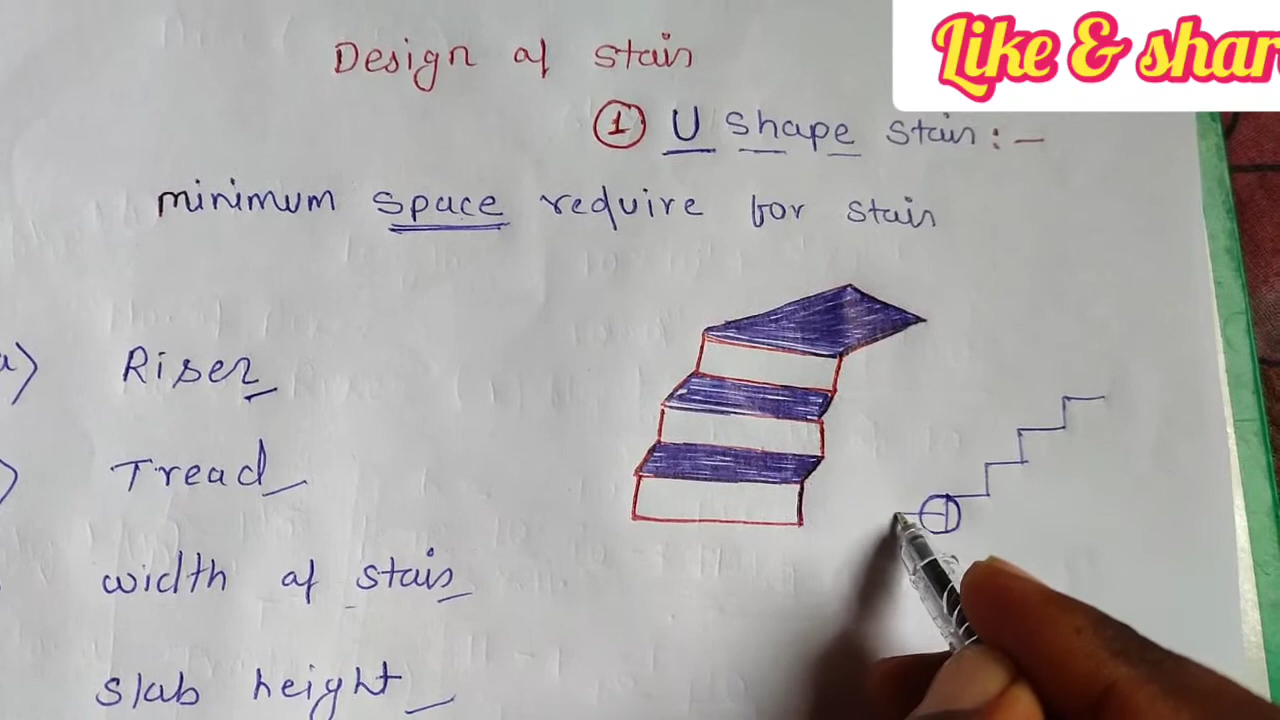 Like & shar
Design of stair
① U shape stair:-
minimum space require for stair
a) Riser
) Tread
width of stair
slab height